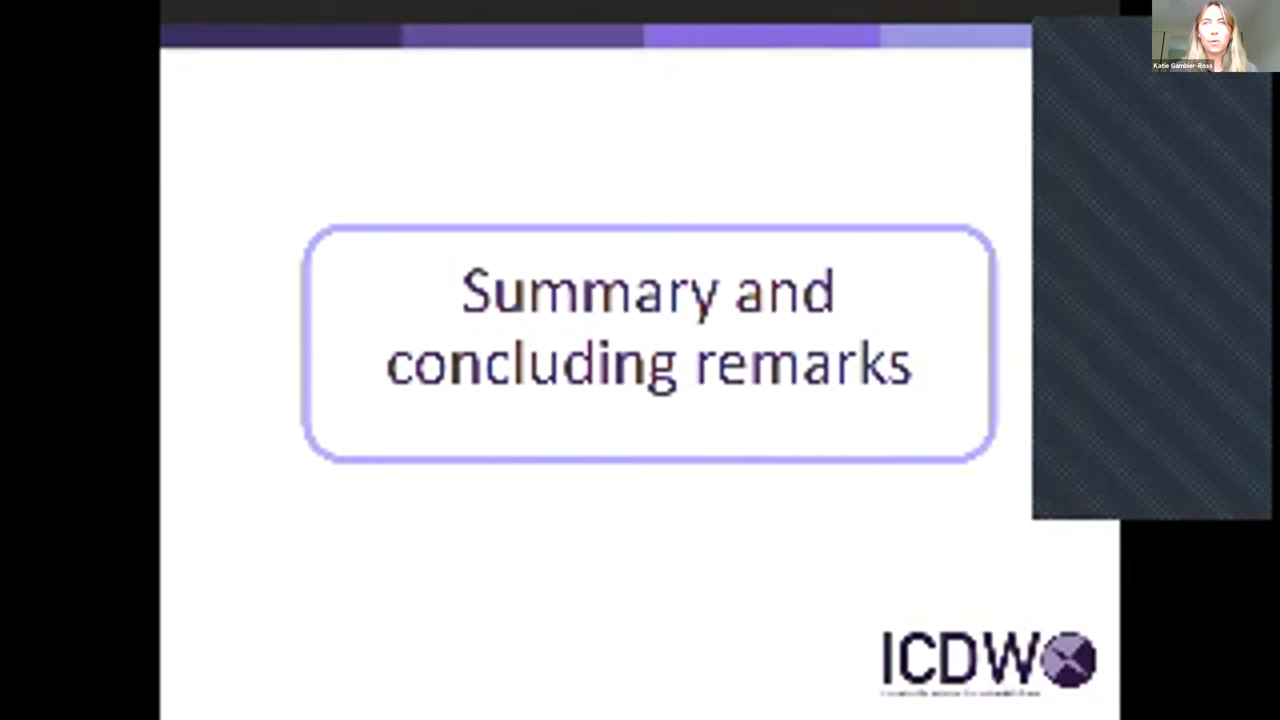 Katie Gambier-Ross
Summary and
concluding remarks
ICDW